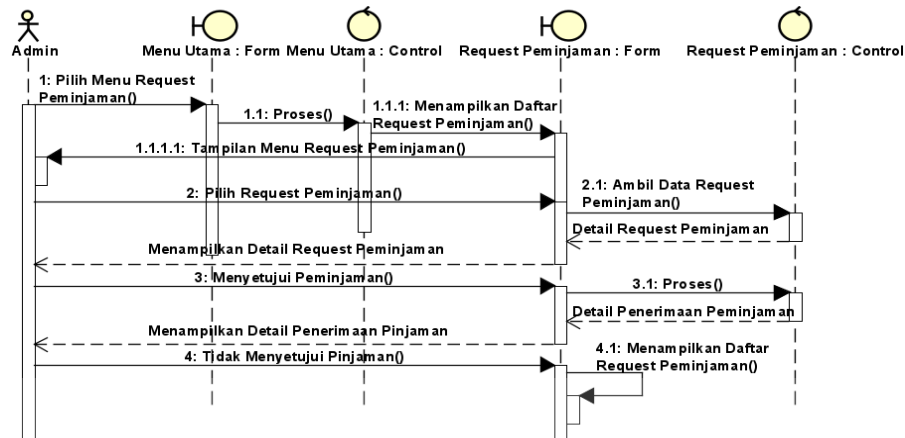 Admin
Menu Utama : Form
Menu Utama : Control
Request Peminjaman : Form
Request Peminjaman : Control
1: Pilih Menu Request
Peminjaman()
1.1: Proses()
1.1.1: Menampilkan Daftar
Request Peminjaman()
1.1.1.1: Tampilan Menu Request Peminjaman()
2: Pilih Request Peminjaman()
2.1: Ambil Data Request
Peminjaman()
Detail Request Peminjaman
Menampilkan Detail Request Peminjaman
3: Menyetujui Peminjaman()
3.1: Proses()
Detail Penerimaan Peminjaman
Menampilkan Detail Penerimaan Pinjaman
4: Tidak Menyetujui Pinjaman()
4.1: Menampilkan Daftar
Request Peminjaman()